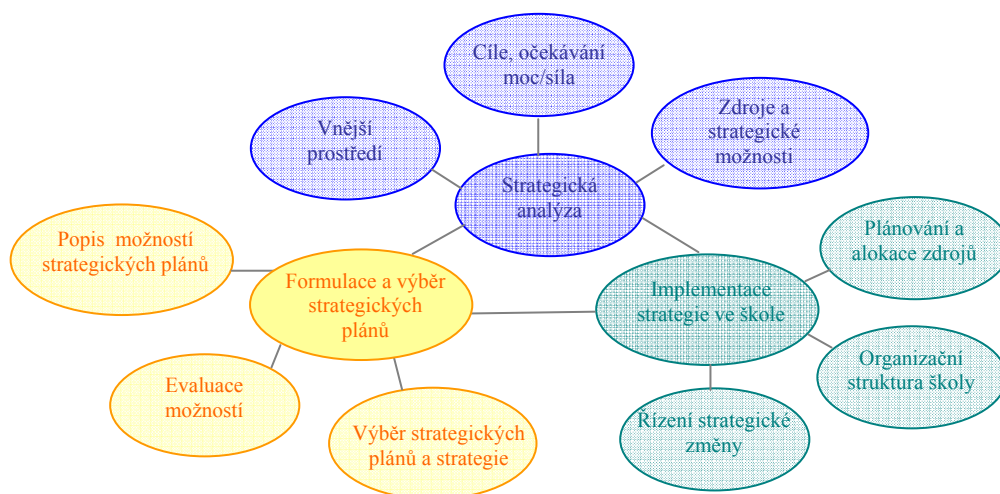 Cíle, očekávání
moc/síla
Vnější
prostředí
Zdroje a
strategické
možnosti
Strategická
analýza
Popis možností
strategických plánů
Formulace a výběr
strategických
plánů
Implementace
strategie ve škole
Plánování a
alokace zdrojů
Evaluace
možností
Výběr strategických
plánů a strategie
Řízení strategické
změny
Organizační
struktura školy